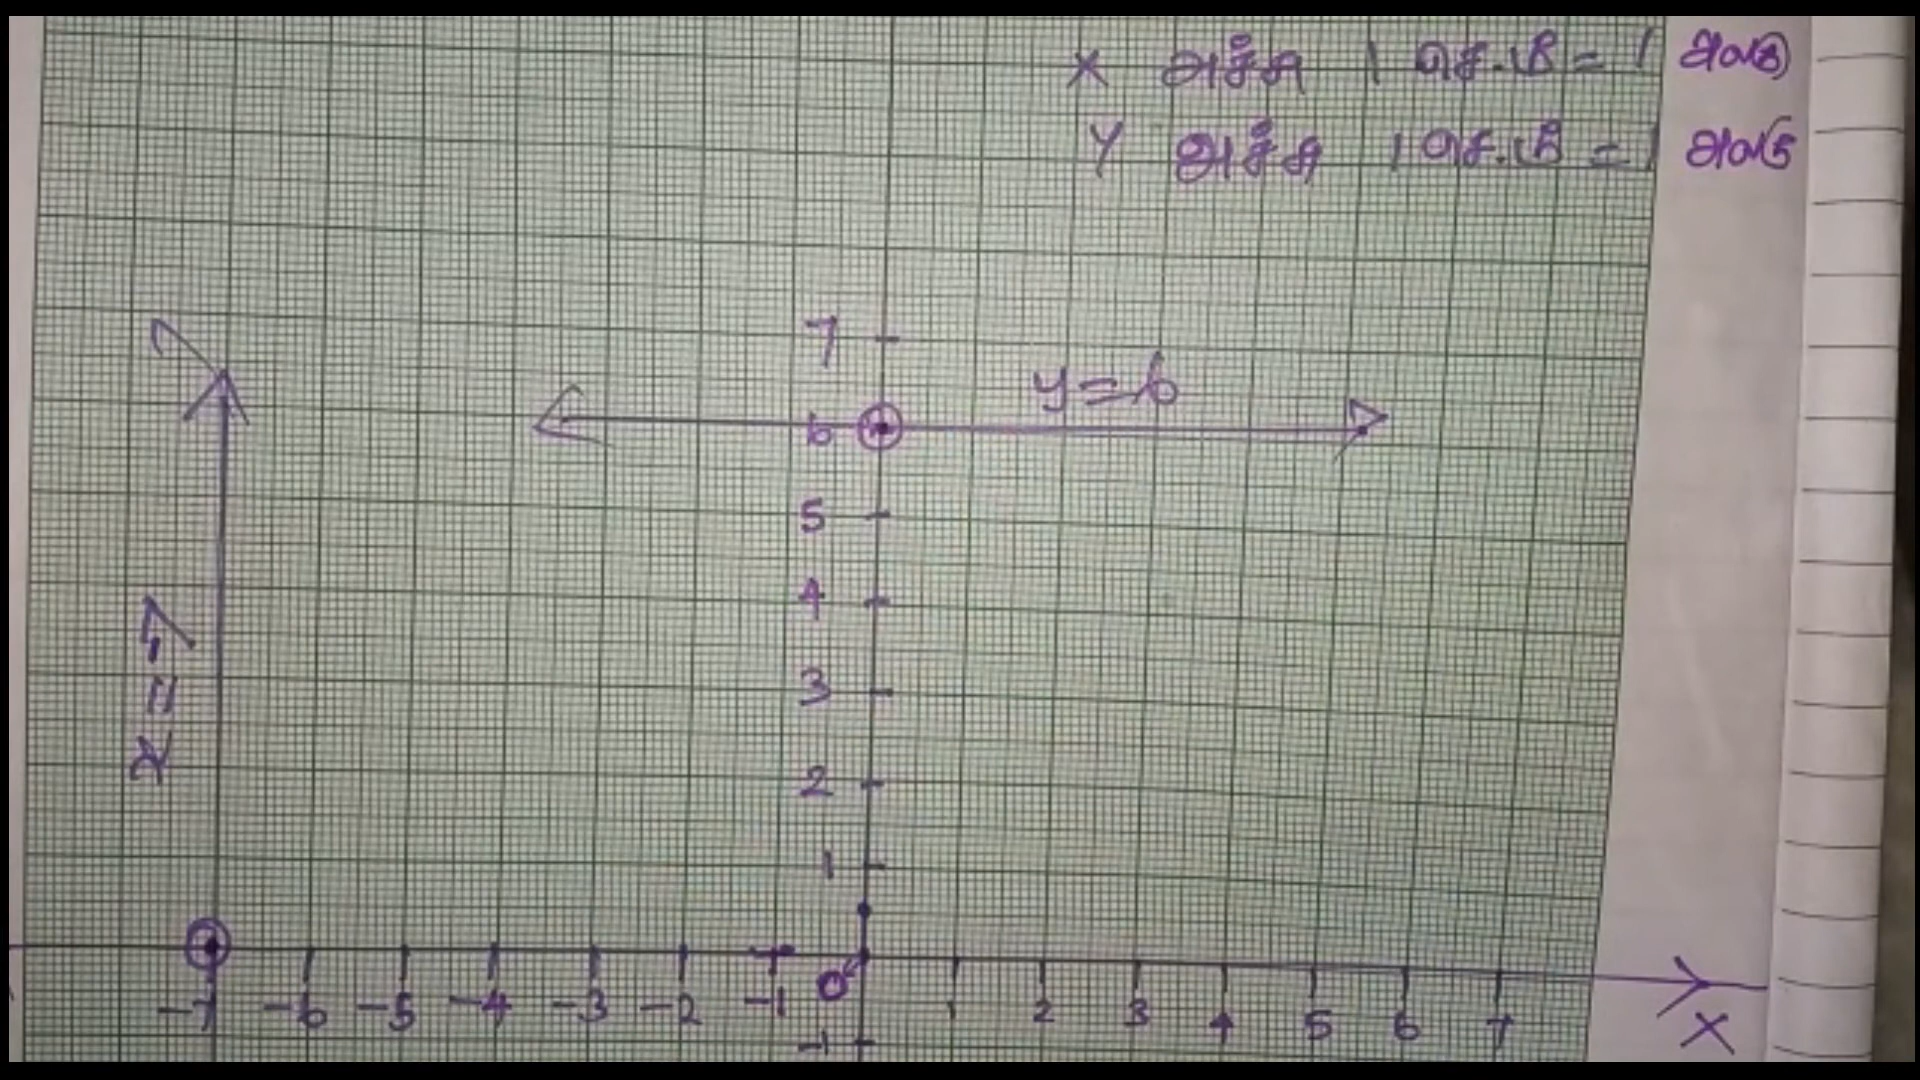 X அச்சு 1 செ.மீ = 1 அலகு
Y அச்சு 1 செ.மீ = 1 அலகு
7
y = 6
6
5
4
3
2
1
x = -7
-7 -6 -5 -4 -3 -2 -1 O 1 2 3 4 5 6 7 X
-1